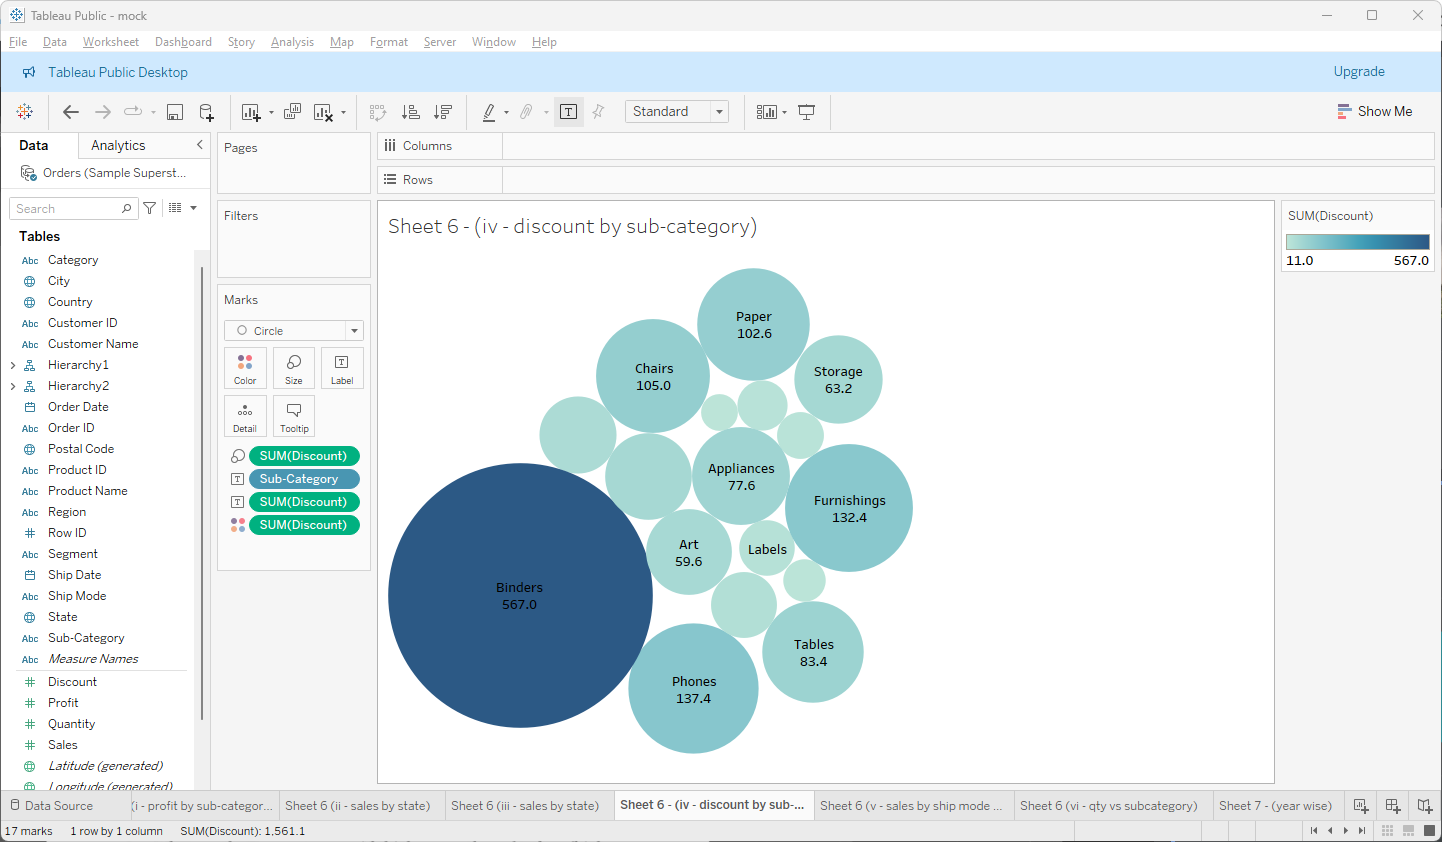 Tableau Public - mock
File Data Worksheet Dashboard Story Analysis Map Format Server Window Help
Tableau Public Desktop Upgrade
Standard Show Me
Data Analytics
Orders (Sample Superst...
Search
Tables
Abc Category
City
Country
Abc Customer ID
Abc Customer Name
Hierarchy1
Hierarchy2
Order Date
Abc Order ID
Postal Code
Abc Product ID
Abc Product Name
Abc Region
Row ID
Abc Segment
Ship Date
Abc Ship Mode
State
Abc Sub-Category
Abc Measure Names
Discount
Profit
Quantity
Sales
Latitude (generated)
Longitude (generated)
Pages
Filters
Marks
Circle
Color Size Label
Detail Tooltip
SUM(Discount)
Sub-Category
SUM(Discount)
SUM(Discount)
Columns
Rows
Sheet 6 - (iv - discount by sub-category)
Paper
102.6
Chairs
105.0
Storage
63.2
Appliances
77.6
Furnishings
132.4
Art
59.6
Labels
Binders
567.0
Tables
83.4
Phones
137.4
SUM(Discount)
11.0 567.0
Data Source (i - profit by sub-categor... Sheet 6 (ii - sales by state) Sheet 6 (iii - sales by state) Sheet 6 - (iv - discount by sub-... Sheet 6 (v - sales by ship mode ... Sheet 6 (vi - qty vs subcategory) Sheet 7 - (year wise)
17 marks 1 row by 1 column SUM(Discount): 1,561.1